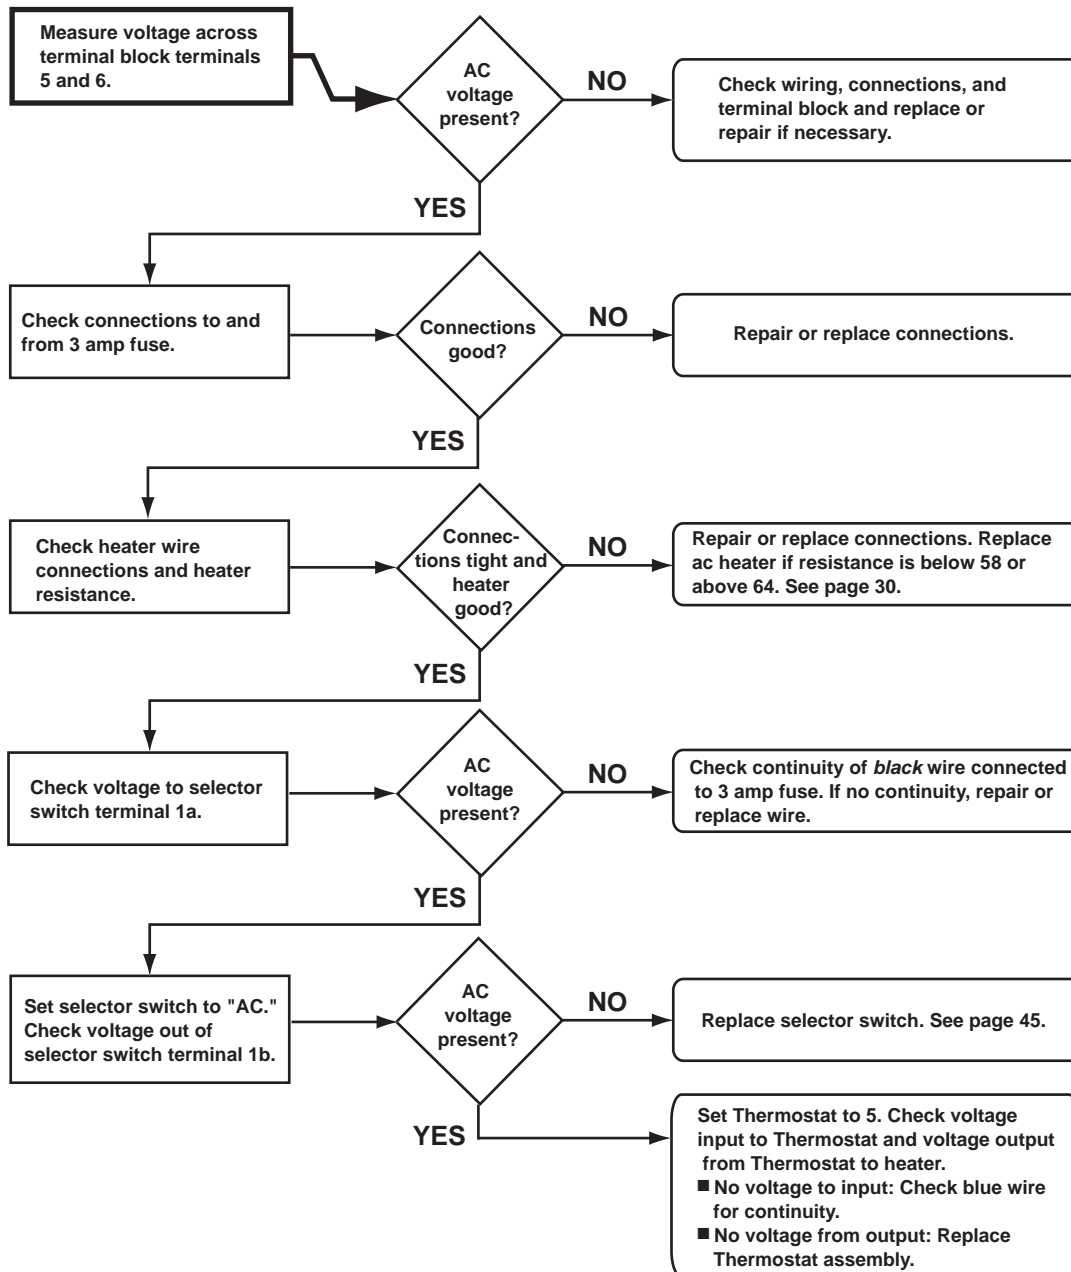 Measure voltage across
terminal block terminals
5 and 6.
AC
voltage
present?
NO
Check wiring, connections, and
terminal block and replace or
repair if necessary.
YES
Check connections to and
from 3 amp fuse.
Connections
good?
NO
Repair or replace connections.
YES
Check heater wire
connections and heater
resistance.
Connec-
tions tight and
heater
good?
NO
Repair or replace connections. Replace
ac heater if resistance is below 58 or
above 64. See page 30.
YES
Check voltage to selector
switch terminal 1a.
AC
voltage
present?
NO
Check continuity of black wire connected
to 3 amp fuse. If no continuity, repair or
replace wire.
YES
Set selector switch to "AC."
Check voltage out of
selector switch terminal 1b.
AC
voltage
present?
NO
Replace selector switch. See page 45.
YES
Set Thermostat to 5. Check voltage
input to Thermostat and voltage output
from Thermostat to heater.
■ No voltage to input: Check blue wire
for continuity.
■ No voltage from output: Replace
Thermostat assembly.